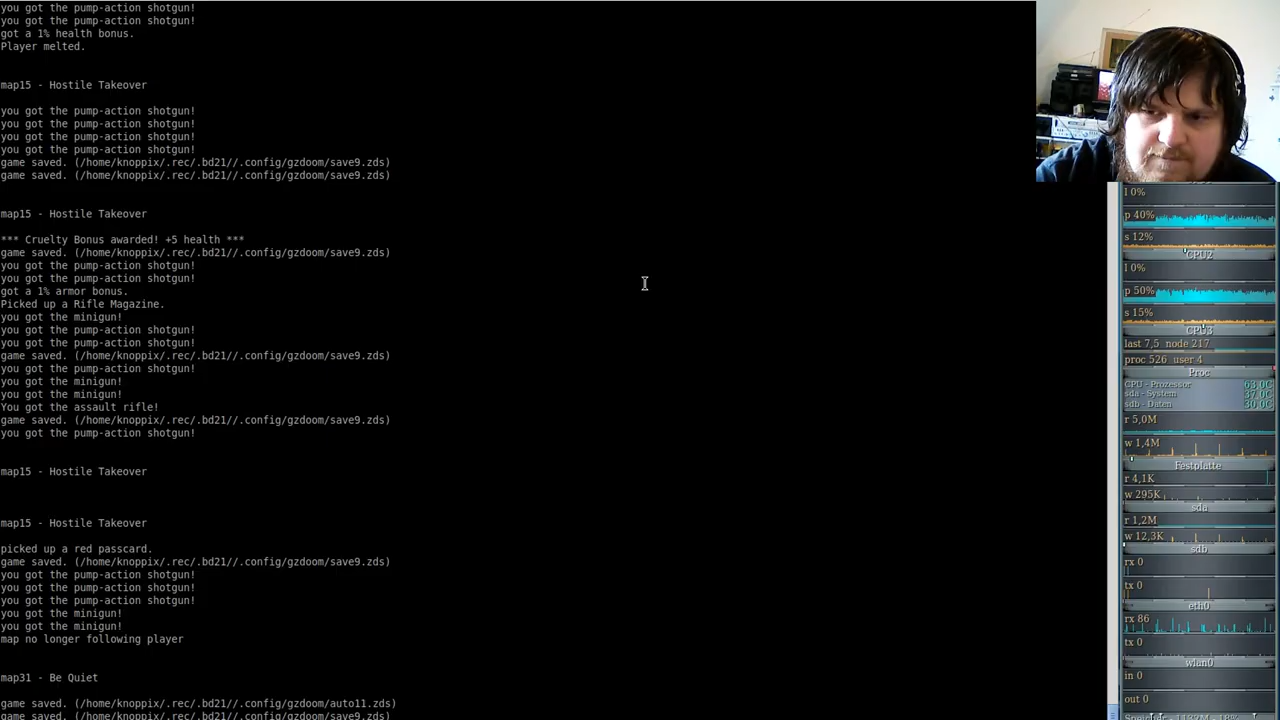 you got the pump-action shotgun!
you got the pump-action shotgun!
got a 1% health bonus.
Player melted.
map15 - Hostile Takeover
you got the pump-action shotgun!
you got the pump-action shotgun!
you got the pump-action shotgun!
you got the pump-action shotgun!
game saved. (/home/knoppix/.rec/.bd21//.config/gzdoom/save9.zds)
game saved. (/home/knoppix/.rec/.bd21//.config/gzdoom/save9.zds)
map15 - Hostile Takeover
*** Cruelty Bonus awarded! +5 health ***
game saved. (/home/knoppix/.rec/.bd21//.config/gzdoom/save9.zds)
you got the pump-action shotgun!
you got the pump-action shotgun!
got a 1% armor bonus.
Picked up a Rifle Magazine.
you got the minigun!
you got the pump-action shotgun!
you got the pump-action shotgun!
game saved. (/home/knoppix/.rec/.bd21//.config/gzdoom/save9.zds)
you got the pump-action shotgun!
you got the minigun!
you got the minigun!
You got the assault rifle!
game saved. (/home/knoppix/.rec/.bd21//.config/gzdoom/save9.zds)
you got the pump-action shotgun!
map15 - Hostile Takeover
map15 - Hostile Takeover
picked up a red passcard.
game saved. (/home/knoppix/.rec/.bd21//.config/gzdoom/save9.zds)
you got the pump-action shotgun!
you got the pump-action shotgun!
you got the pump-action shotgun!
you got the minigun!
you got the minigun!
map no longer following player
map31 - Be Quiet
game saved. (/home/knoppix/.rec/.bd21//.config/gzdoom/auto11.zds)
game saved. (/home/knoppix/.rec/.bd21//.config/gzdoom/save9.zds)
l 0%
p 40%
s 12%
CPU2
l 0%
p 50%
s 15%
CPU3
last 7,5 node 217
proc 526 user 4
Proc
CPU - Prozessor 63.0C
sda - System 37.0C
sdb - Daten 30.0C
r 5,0M
w 1,4M
Festplatte
r 4,1K
w 295K
sda
r 1,2M
w 12,3K
sdb
rx 0
tx 0
eth0
rx 86
tx 0
wlan0
in 0
out 0